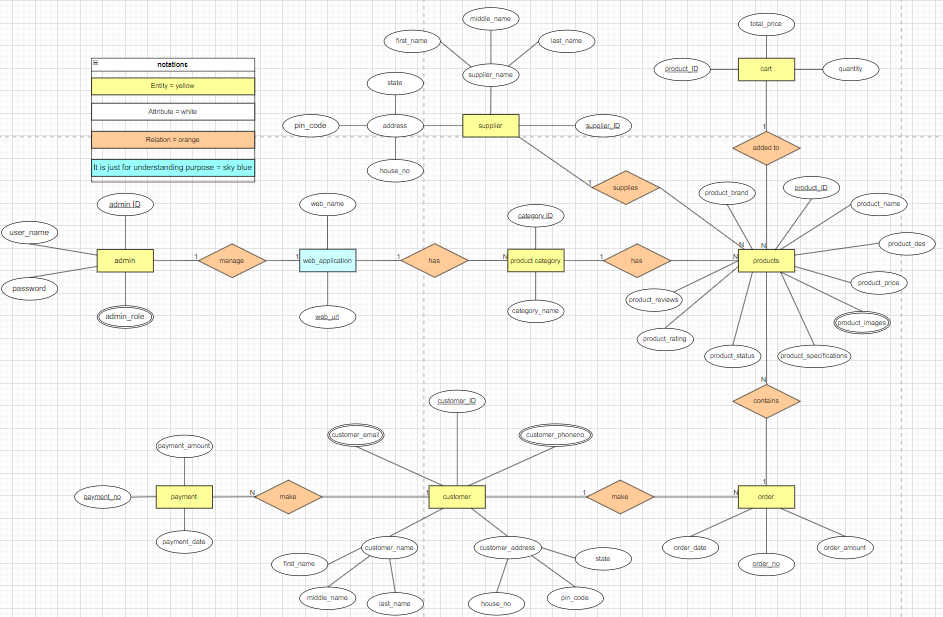 middle_name
total_price
first_name
last_name
notations
product_ID
cart
quantity
supplier_name
state
Entity = yellow
Attribute = white
pin_code
address
supplier
supplier_ID
1
Relation = orange
added to
It is just for understanding purpose = sky blue
house_no
1
supplies
product_brand
product_ID
admin ID
web_name
product_name
category ID
user_name
product_des
N
N
admin
1
manage
1
web_application
1
has
N
product category
1
has
N
products
product_price
password
product_reviews
category_name
admin_role
web_url
product_images
product_rating
product_status
product_specifications
N
customer_ID
contains
customer_email
customer_phoneno
payment_amount
1
payment_no
payment
N
make
1
customer
1
make
N
order
payment_date
customer_name
customer_address
order_date
order_amount
state
first_name
order_no
middle_name
last_name
house_no
pin_code